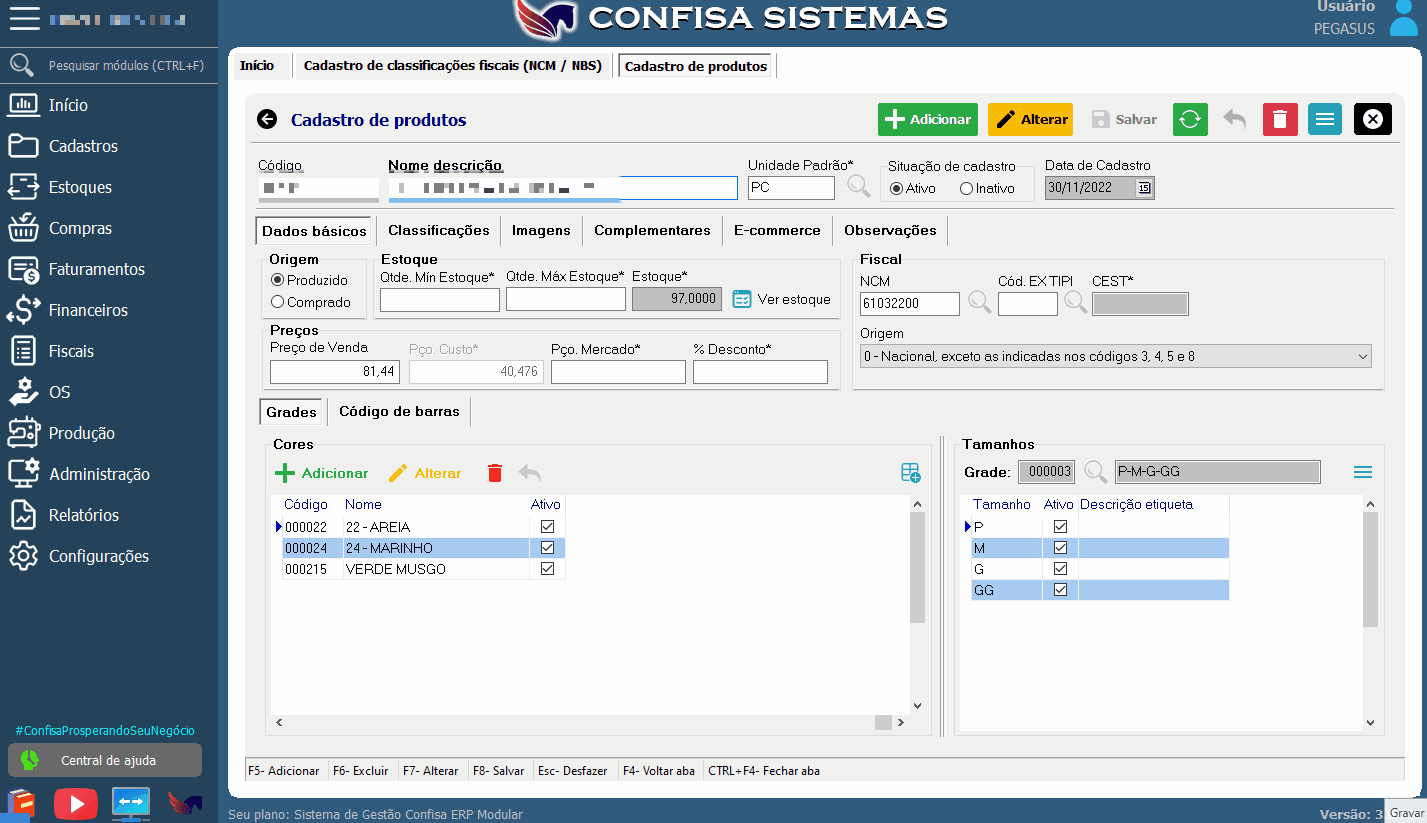 CONFISA SISTEMAS
Usuário
PEGASUS
Pesquisar módulos (CTRL+F)
Início
Cadastro de classificações fiscais (NCM / NBS)
Cadastro de produtos
Início
Cadastros
Estoques
Compras
Faturamentos
Financeiros
Fiscais
OS
Produção
Administração
Relatórios
Configurações
#ConfisaProsperandoSeuNegócio
Central de ajuda
Cadastro de produtos
Adicionar
Alterar
Salvar
Código
Nome descrição
Unidade Padrão*
PC
Situação de cadastro
Ativo
Inativo
Data de Cadastro
30/11/2022
15
Dados básicos
Classificações
Imagens
Complementares
E-commerce
Observações
Origem
Produzido
Comprado
Estoque
Qtde. Mín Estoque*
Qtde. Máx Estoque*
Estoque*
97,0000
Ver estoque
Fiscal
NCM
61032200
Cód. EX TIPI
CEST*
Origem
0 - Nacional, exceto as indicadas nos códigos 3, 4, 5 e 8
Preços
Preço de Venda
81,44
Pço. Custo*
40,476
Pço. Mercado*
% Desconto*
Grades
Código de barras
Cores
Adicionar
Alterar
Código Nome Ativo
000022 22 - AREIA
000024 24 - MARINHO
000215 VERDE MUSGO
Tamanhos
Grade: 000003 P-M-G-GG
Tamanho Ativo Descrição etiqueta
P
M
G
GG
F5- Adicionar
F6- Excluir
F7- Alterar
F8- Salvar
Esc- Desfazer
F4- Voltar aba
CTRL+F4- Fechar aba
Seu plano: Sistema de Gestão Confisa ERP Modular
Versão: 3
Gravar